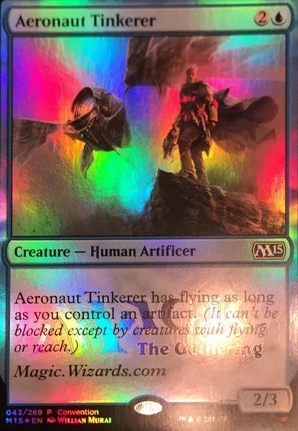 Aeronaut Tinkerer 2
Creature — Human Artificer M15
Aeronaut Tinkerer has flying as long
as you control an artifact. (It can't be
blocked except by creatures with flying
or reach.)
The Gathering
Magic.Wizards.com
2/3
043/269 P Convention
M15 EN Willian Murai